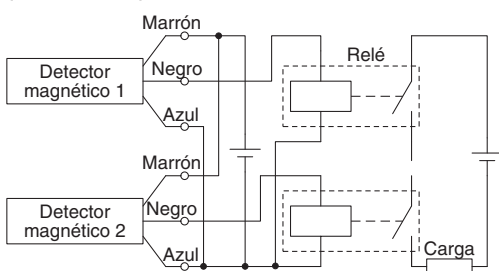 Marrón
Relé
Detector
magnético 1
Negro
Azul
Marrón
Detector
magnético 2
Negro
Azul
Carga